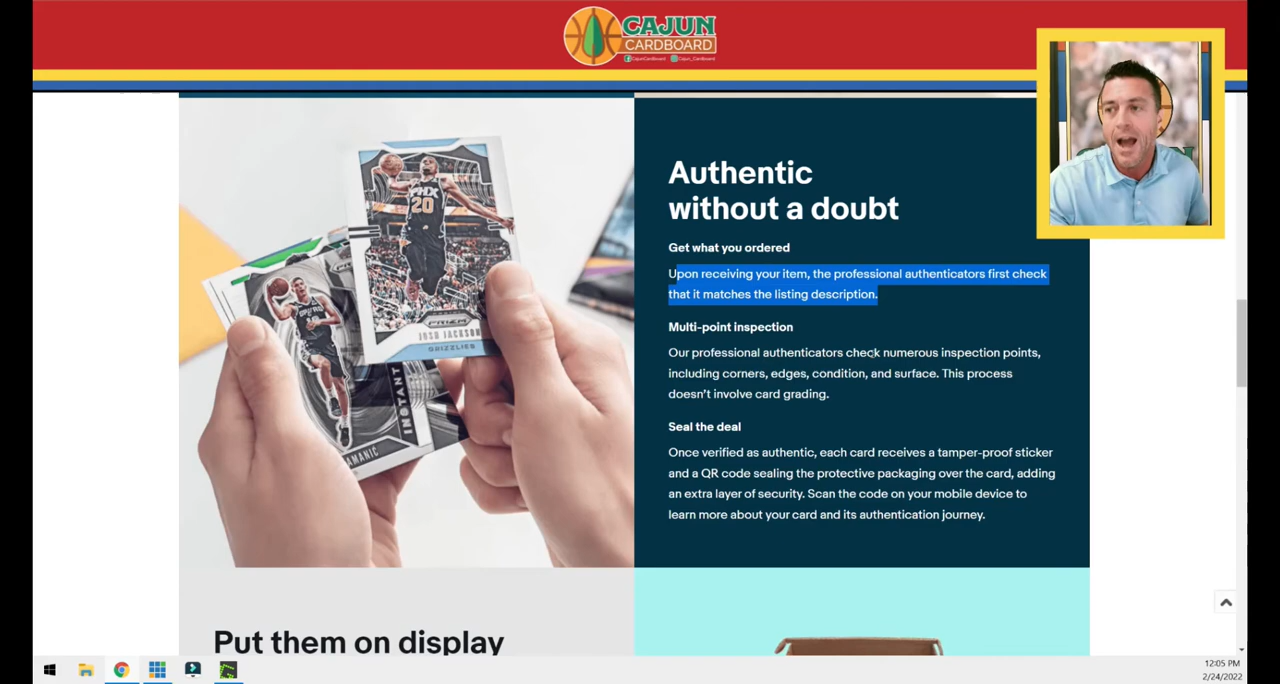 CAJUN
CARDBOARD
CajunCardboard Cajun_Cardboard
Authentic
without a doubt
Get what you ordered
Upon receiving your item, the professional authenticators first check
that it matches the listing description.
Multi-point inspection
Our professional authenticators check numerous inspection points,
including corners, edges, condition, and surface. This process
doesn't involve card grading.
Seal the deal
Once verified as authentic, each card receives a tamper-proof sticker
and a QR code sealing the protective packaging over the card, adding
an extra layer of security. Scan the code on your mobile device to
learn more about your card and its authentication journey.
PHX
20
PRIZM
JOSH JACKSON
GRIZZLIES
INSTANT
Put them on display
12:05 PM
2/24/2022